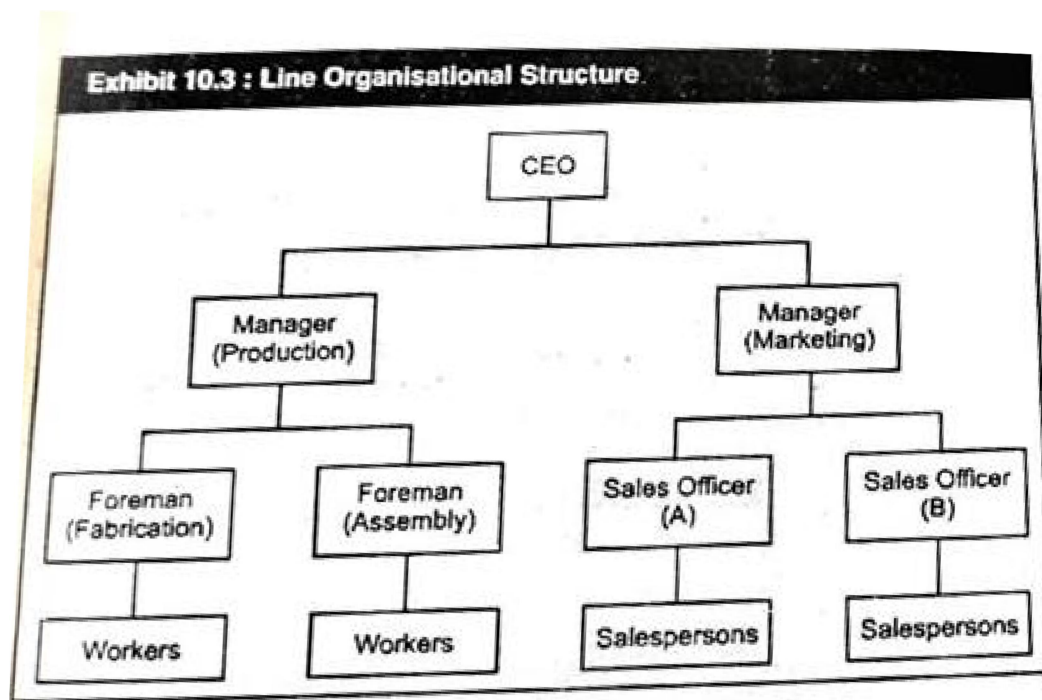 Exhibit 10.3 : Line Organisational Structure
CEO
Manager
(Production)
Manager
(Marketing)
Foreman
(Fabrication)
Foreman
(Assembly)
Sales Officer
(A)
Sales Officer
(B)
Workers
Workers
Salespersons
Salespersons